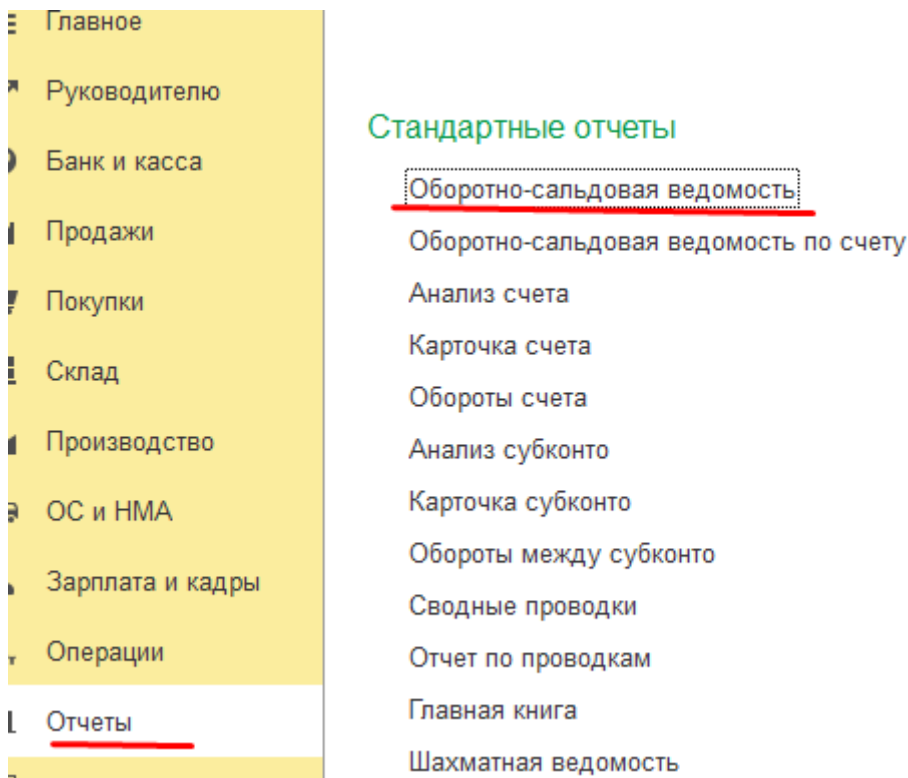 Главное
Руководителю
Банк и касса
Продажи
Покупки
Склад
Производство
ОС и НМА
Зарплата и кадры
Операции
Отчеты
Стандартные отчеты
Оборотно-сальдовая ведомость
Оборотно-сальдовая ведомость по счету
Анализ счета
Карточка счета
Обороты счета
Анализ субконто
Карточка субконто
Обороты между субконто
Сводные проводки
Отчет по проводкам
Главная книга
Шахматная ведомость